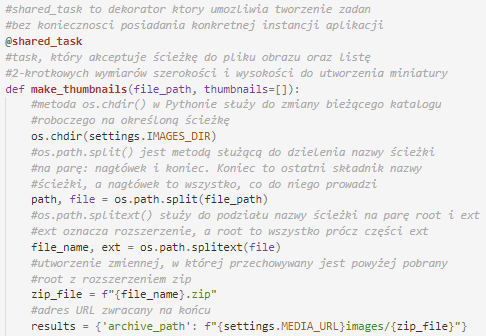 #shared_task to dekorator ktory umozliwia tworzenie zadan
#bez koniecznosc posiadania konkretnej instancji aplikacji
@shared_task
#task, który akceptuje ścieżkę do pliku obrazu oraz listę
#2-krotkowych wymiarów szerokości i wysokości do utworzenia miniatury
def make_thumbnails(file_path, thumbnails=[]):
#metoda os.chdir() w Pythonie służy do zmiany bieżącego katalogu
#roboczego na określoną ścieżkę
os.chdir(settings.IMAGES_DIR)
#os.path.split() jest metodą służącą do dzielenia nazwy ścieżki
#na parę: nagłówek i koniec. Koniec to ostatni składnik nazwy
#ścieżki, a nagłówek to wszystko, co do niego prowadzi
path, file = os.path.split(file_path)
#os.path.splitext() służy do podziału nazwy ścieżki na parę root i ext
#ext oznacza rozszerzenie, a root to wszystko prócz części ext
file_name, ext = os.path.splitext(file)
#utworzenie zmiennej, w której przechowywany jest powyżej pobrany
#root z rozszerzeniem zip
zip_file = f"{file_name}.zip"
#adres URL zwracany na końcu
results = {'archive_path': f"{settings.MEDIA_URL}images/{zip_file}"}